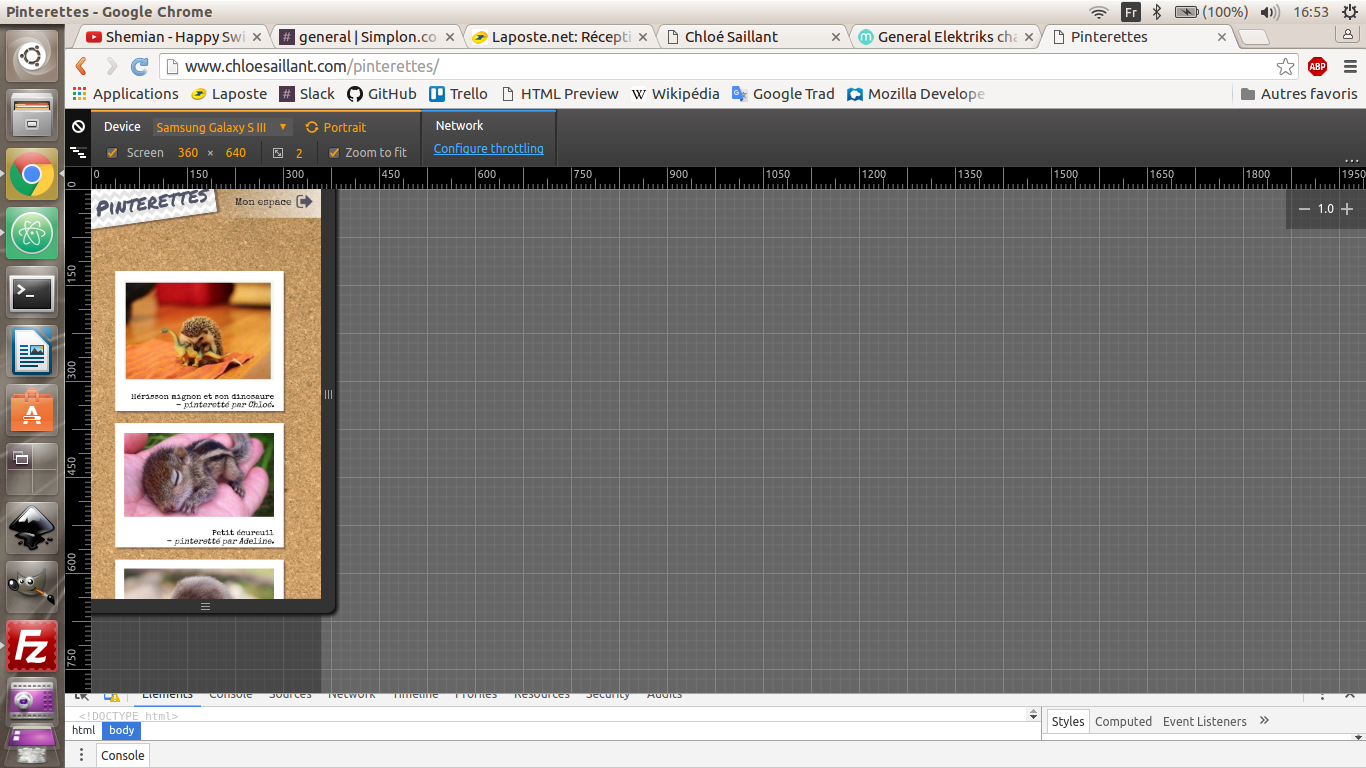 Pinterettes - Google Chrome
Fr
(100%)
16:53
Shemian - Happy Swi
general | Simplon.co
Laposte.net: Récepti
Chloé Saillant
General Elektriks cha
Pinterettes
www.chloesaillant.com/pinterettes/
ABP
Applications
Laposte
Slack
GitHub
Trello
HTML Preview
W Wikipédia
Google Trad
Mozilla Develope
Autres favoris
Device
Samsung Galaxy S III
Portrait
Network
Screen
360 × 640
2
Zoom to fit
Configure throttling
...
0 150 300 450 600 750 900 1050 1200 1350 1500 1650 1800 1950
0
150
300
450
600
750
− 1.0 +
PINTERETTES
Mon espace
Hérisson mignon et son dinosaure
- pinteretté par Chloé.
Petit écureuil
- pinteretté par Adeline.
Fz
Elements Console Sources Network Timeline Profiles Resources Security Audits
<!DOCTYPE html>
html body
Styles Computed Event Listeners »
Console